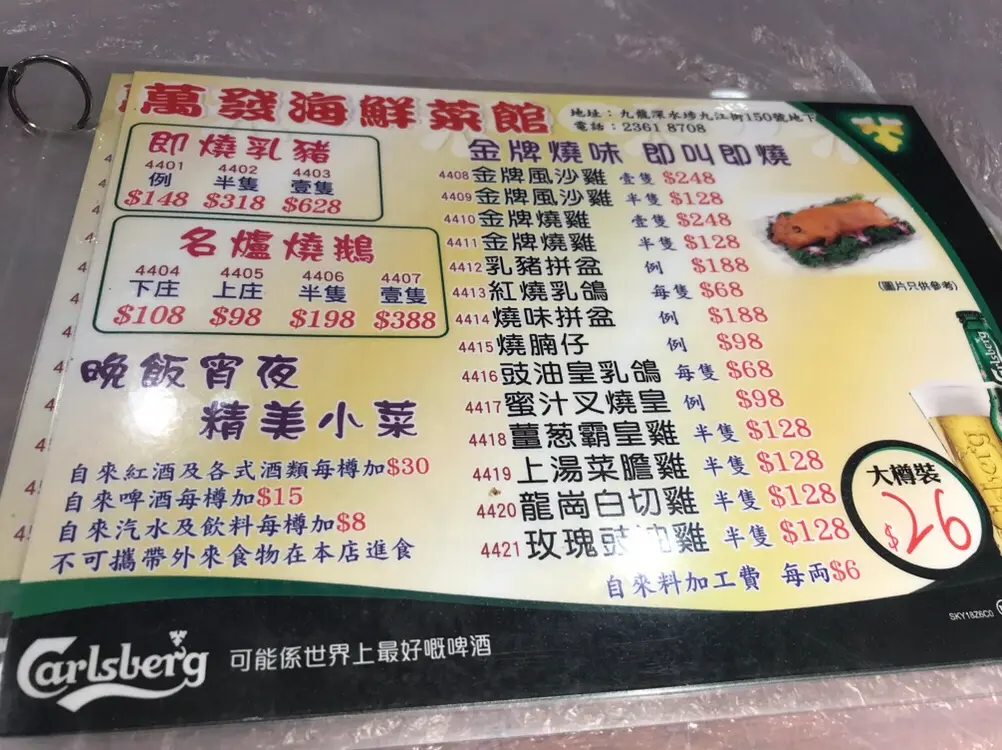 萬發海鮮菜館
地址：九龍深水埗九江街150號地下
電話：2361 8708
即燒乳豬
4401 4402 4403
例 半隻 壹隻
$148 $318 $628
名爐燒鵝
4404 4405 4406 4407
下庄 上庄 半隻 壹隻
$108 $98 $198 $388
晚飯宵夜
精美小菜
自來紅酒及各式酒類每樽加$30
自來啤酒每樽加$15
自來汽水及飲料每樽加$8
不可攜帶外來食物在本店進食
金牌燒味 即叫即燒
4408 金牌風沙雞 壹隻 $248
4409 金牌風沙雞 半隻 $128
4410 金牌燒雞 壹隻 $248
4411 金牌燒雞 半隻 $128
4412 乳豬拼盆 例 $188
4413 紅燒乳鴿 每隻 $68
4414 燒味拼盆 例 $188
4415 燒腩仔 例 $98
4416 豉油皇乳鴿 每隻 $68
4417 蜜汁叉燒皇 例 $98
4418 薑葱霸皇雞 半隻 $128
4419 上湯菜膽雞 半隻 $128
4420 龍崗白切雞 半隻 $128
4421 玫瑰豉油雞 半隻 $128
自來料加工費 每両$6
(圖片只供參考)
大樽裝
Carlsberg 可能係世界上最好嘅啤酒
SKY18Z6C0